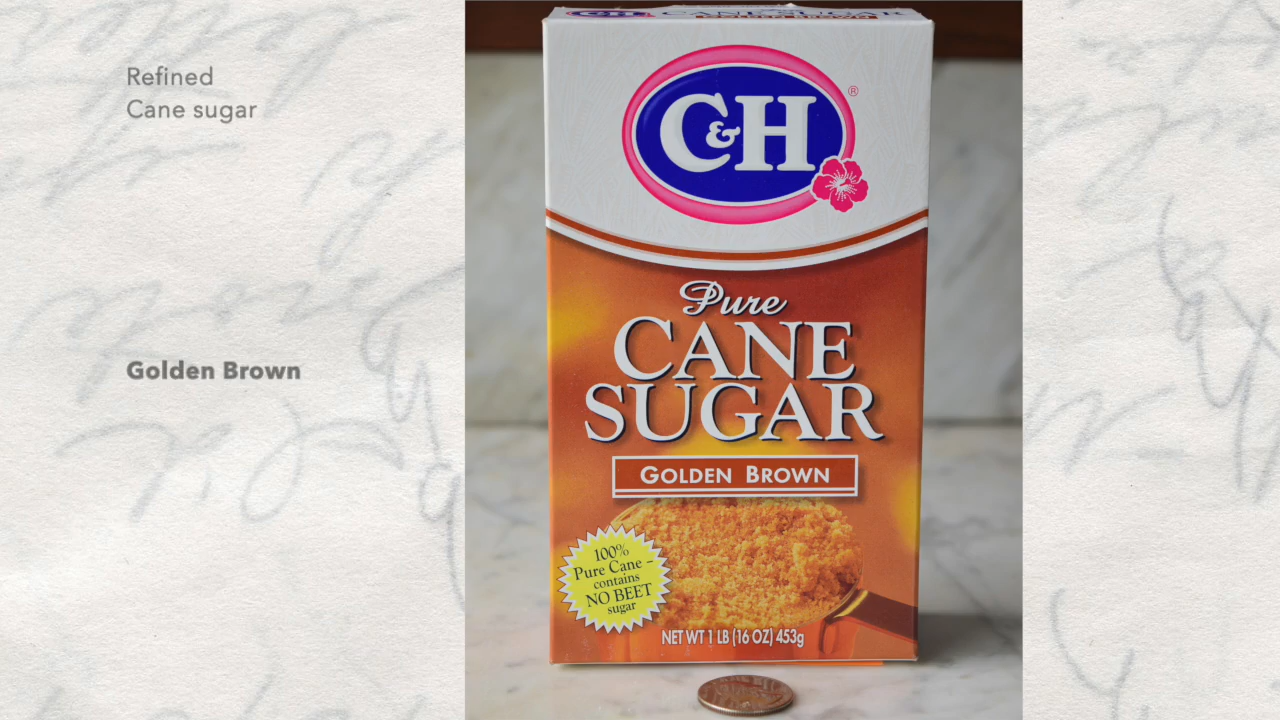 Refined
Cane sugar
Golden Brown
C&H
®
Pure
CANE
SUGAR
GOLDEN BROWN
100%
Pure Cane –
contains
NO BEET
sugar
NET WT 1 LB (16 OZ) 453g